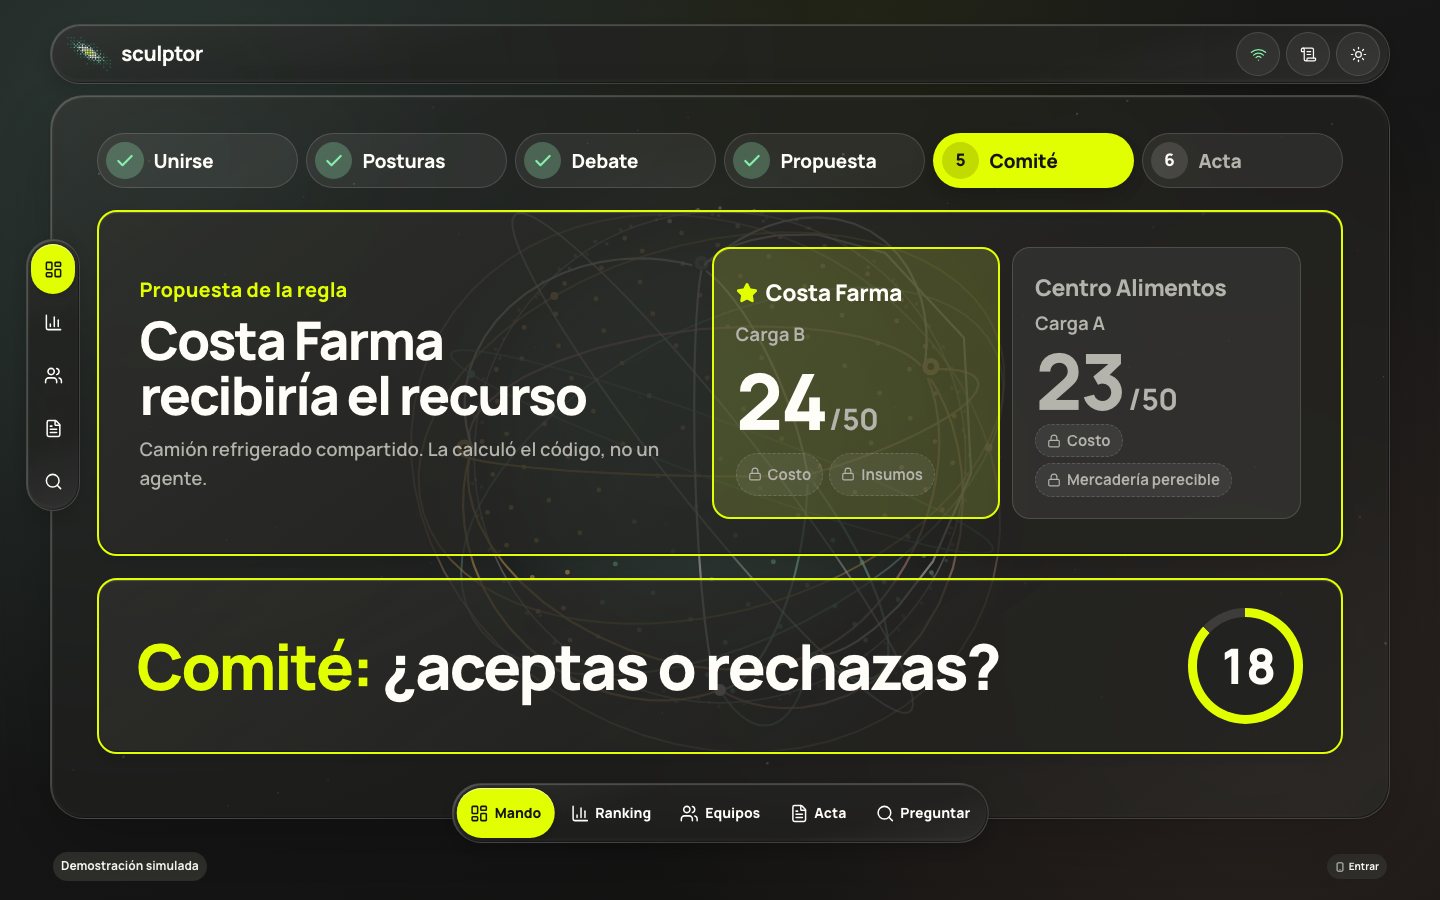 sculptor
Unirse
Posturas
Debate
Propuesta
5 Comité
6 Acta
Propuesta de la regla
Costa Farma
recibiría el recurso
Camión refrigerado compartido. La calculó el código, no un
agente.
Costa Farma
Carga B
24/50
Costo
Insumos
Centro Alimentos
Carga A
23/50
Costo
Mercadería perecible
Comité: ¿aceptas o rechazas?
18
Mando
Ranking
Equipos
Acta
Preguntar
Demostración simulada
Entrar